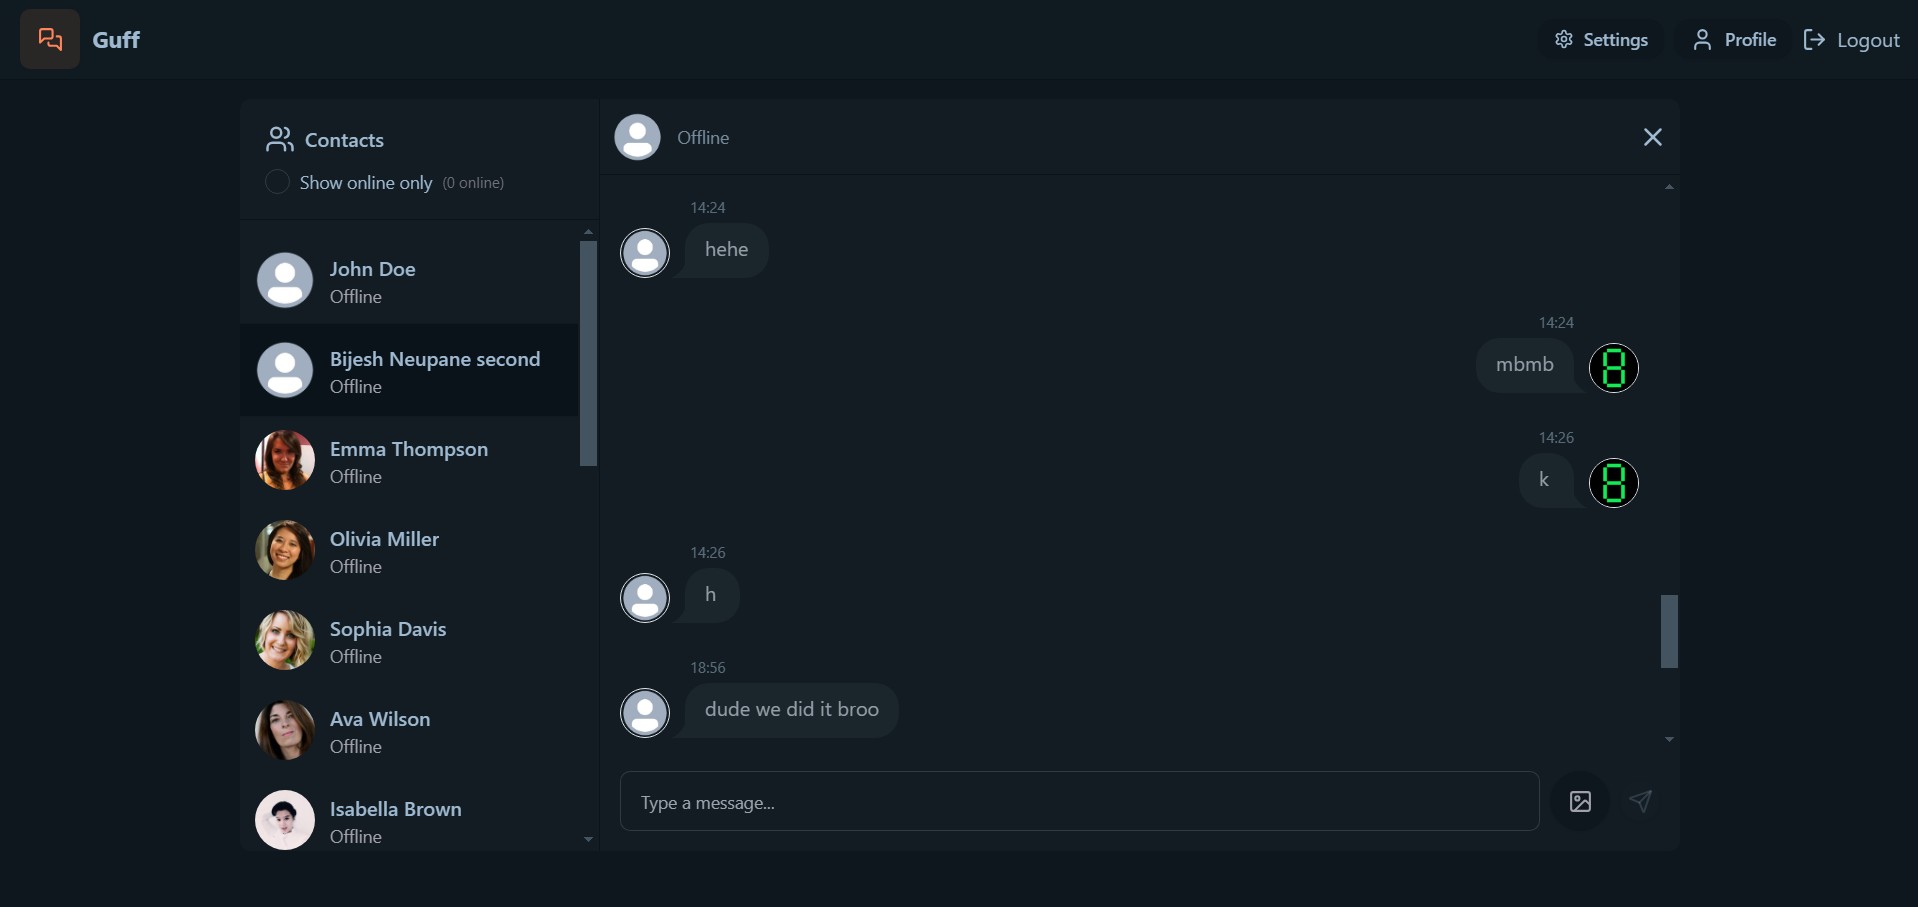 Guff
Settings
Profile
Logout
Contacts
Show online only (0 online)
John Doe
Offline
Bijesh Neupane second
Offline
Emma Thompson
Offline
Olivia Miller
Offline
Sophia Davis
Offline
Ava Wilson
Offline
Isabella Brown
Offline
Offline
14:24
hehe
14:24
mbmb
8
14:26
k
8
14:26
h
18:56
dude we did it broo
Type a message...